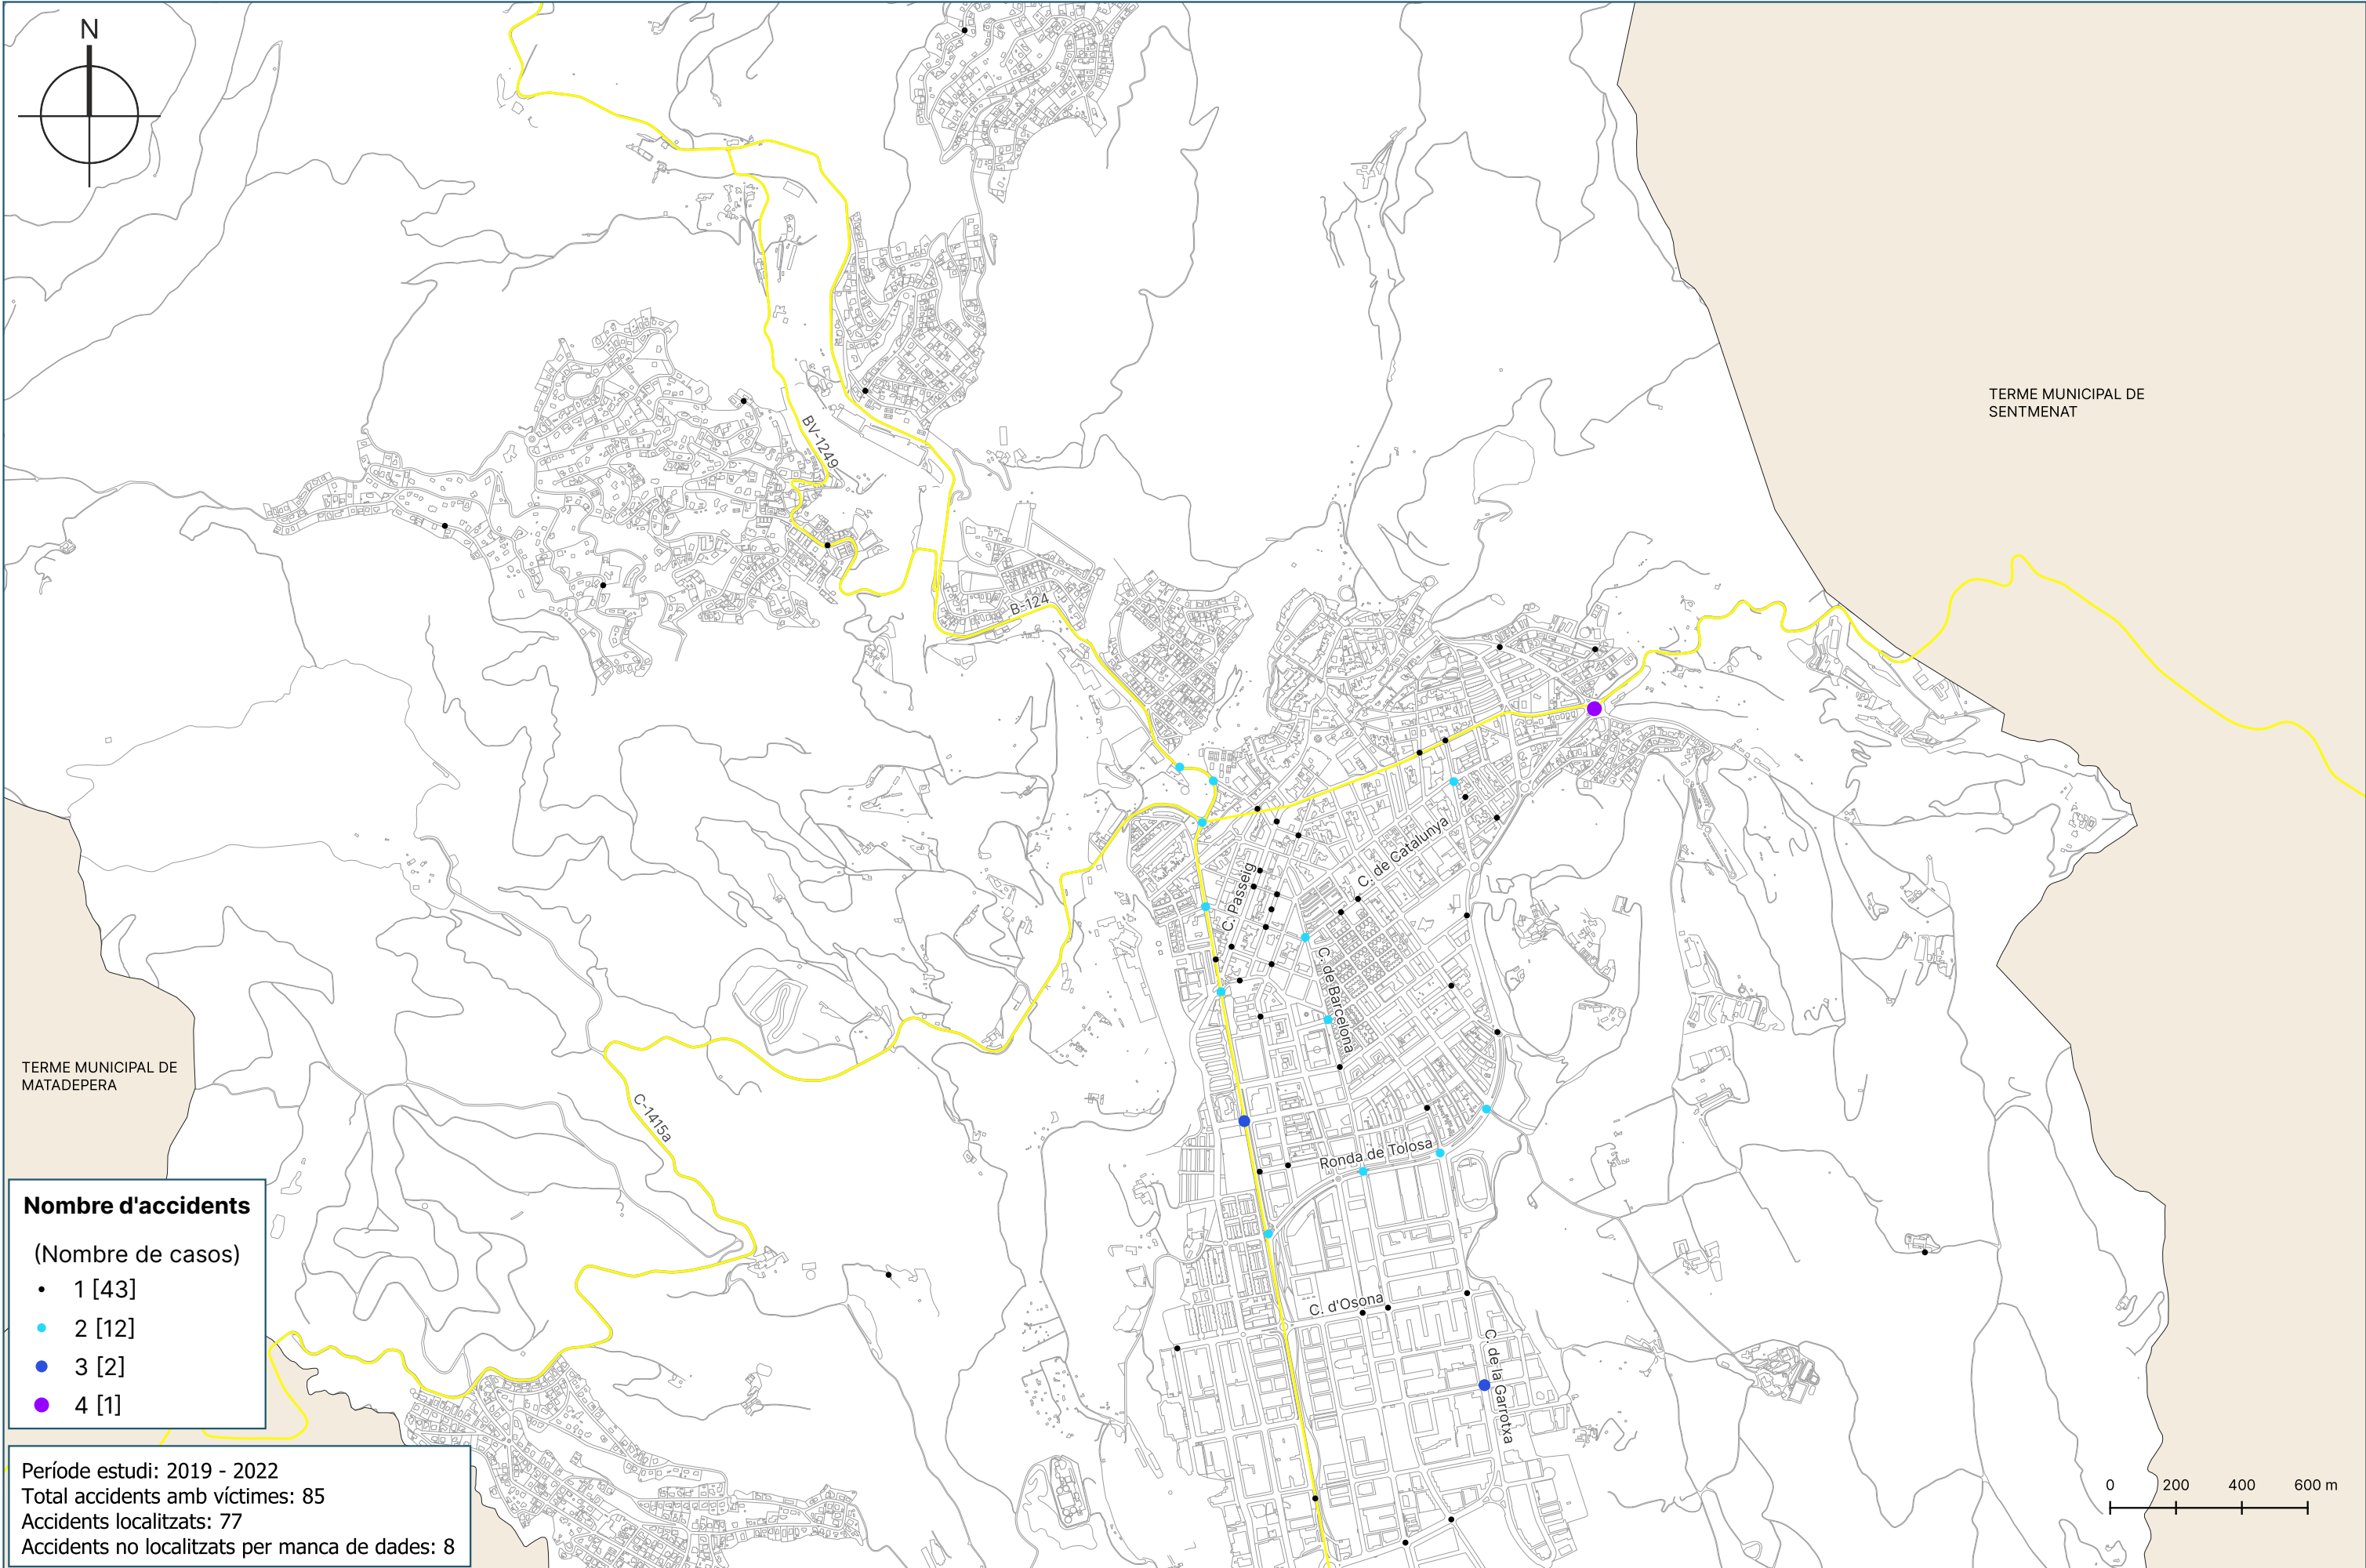 N
TERME MUNICIPAL DE
SENTMENAT
BV-1249
B-124
C. de Catalunya
C. Passeig
C. de Barcelona
TERME MUNICIPAL DE
MATADEPERA
C-1415a
Ronda de Tolosa
C. d'Osona
C. de la Garrotxa
Nombre d'accidents
(Nombre de casos)
1 [43]
2 [12]
3 [2]
4 [1]
Període estudi: 2019 - 2022
Total accidents amb víctimes: 85
Accidents localitzats: 77
Accidents no localitzats per manca de dades: 8
0 200 400 600 m